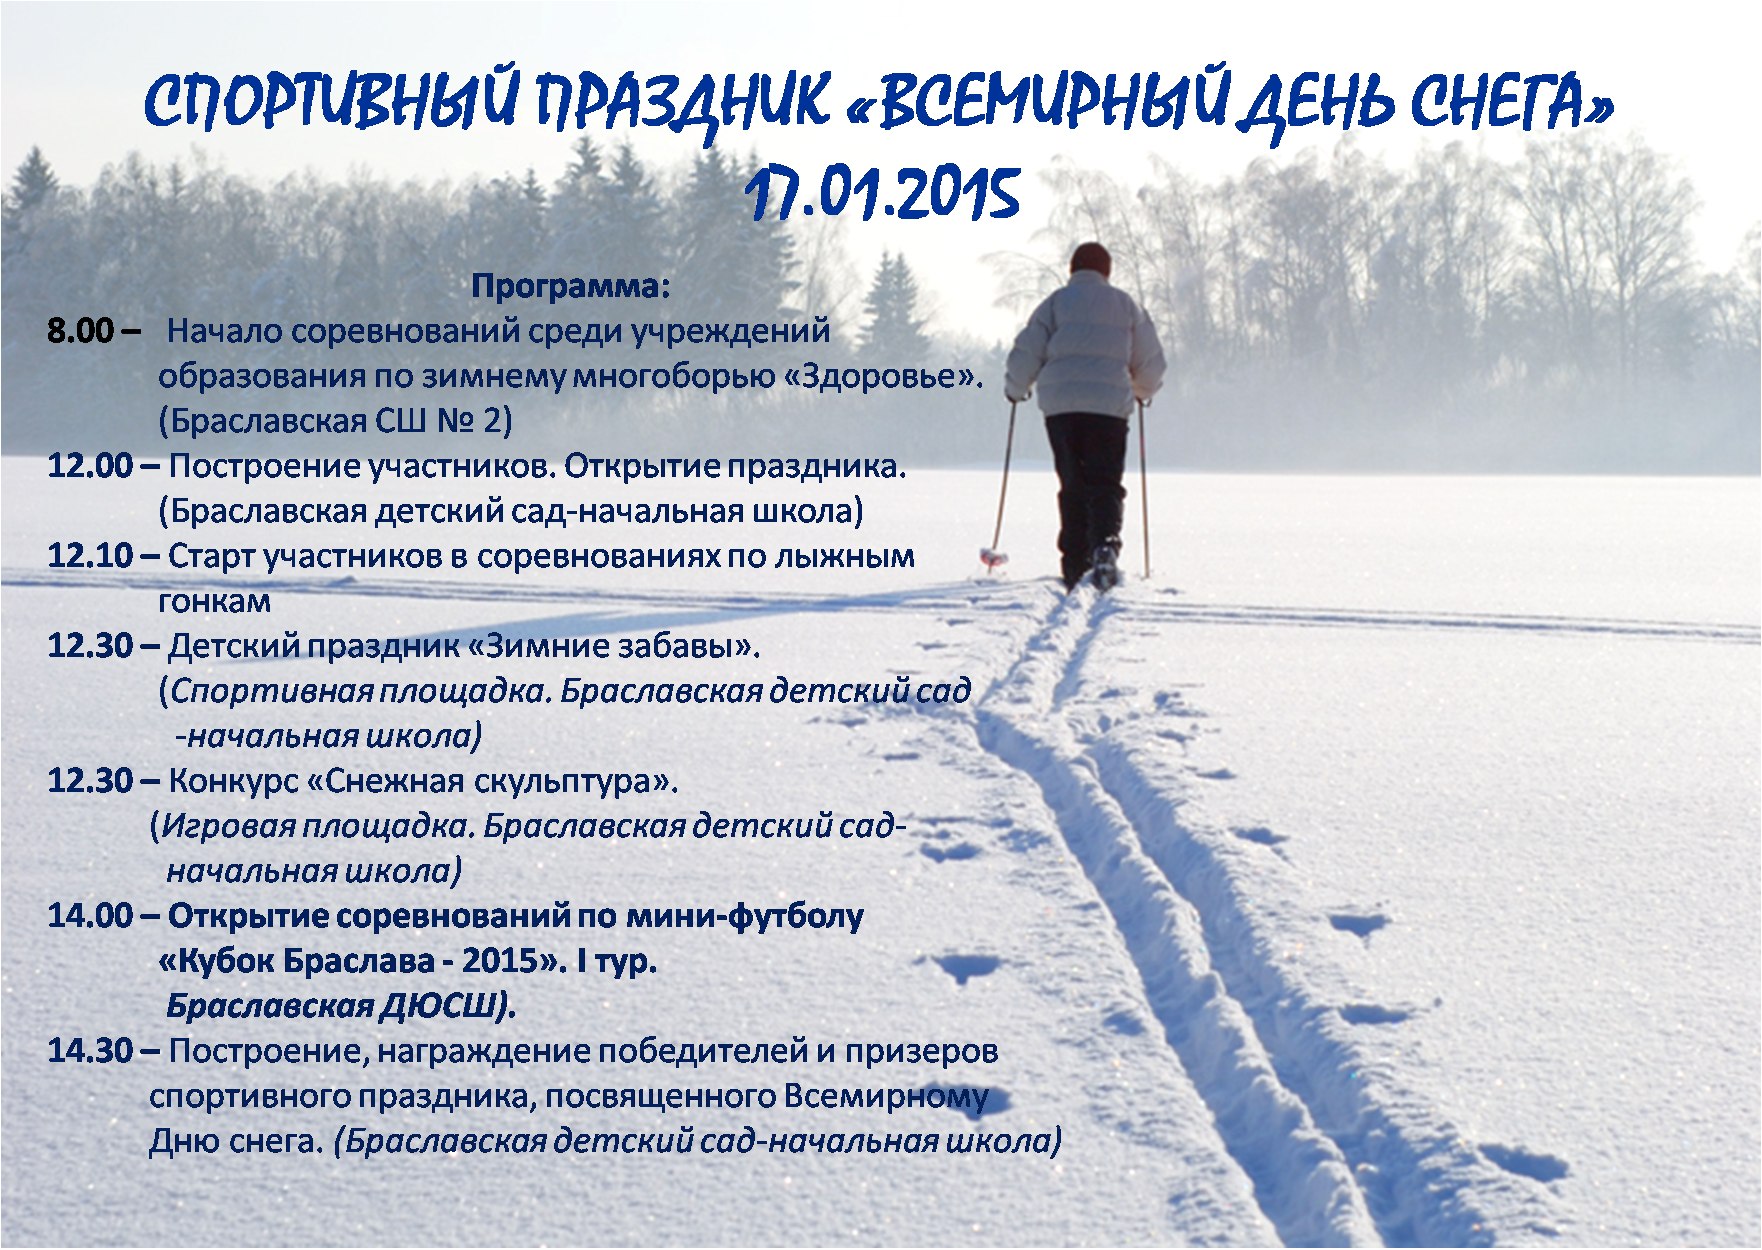 СПОРТИВНЫЙ ПРАЗДНИК «ВСЕМИРНЫЙ ДЕНЬ СНЕГА»
17.01.2015
Программа:
8.00 – Начало соревнований среди учреждений
образования по зимнему многоборью «Здоровье».
(Браславская СШ № 2)
12.00 – Построение участников. Открытие праздника.
(Браславская детский сад-начальная школа)
12.10 – Старт участников в соревнованиях по лыжным
гонкам
12.30 – Детский праздник «Зимние забавы».
(Спортивная площадка. Браславская детский сад
-начальная школа)
12.30 – Конкурс «Снежная скульптура».
(Игровая площадка. Браславская детский сад-
начальная школа)
14.00 – Открытие соревнований по мини-футболу
«Кубок Браслава - 2015». I тур.
Браславская ДЮСШ).
14.30 – Построение, награждение победителей и призеров
спортивного праздника, посвященного Всемирному
Дню снега. (Браславская детский сад-начальная школа)